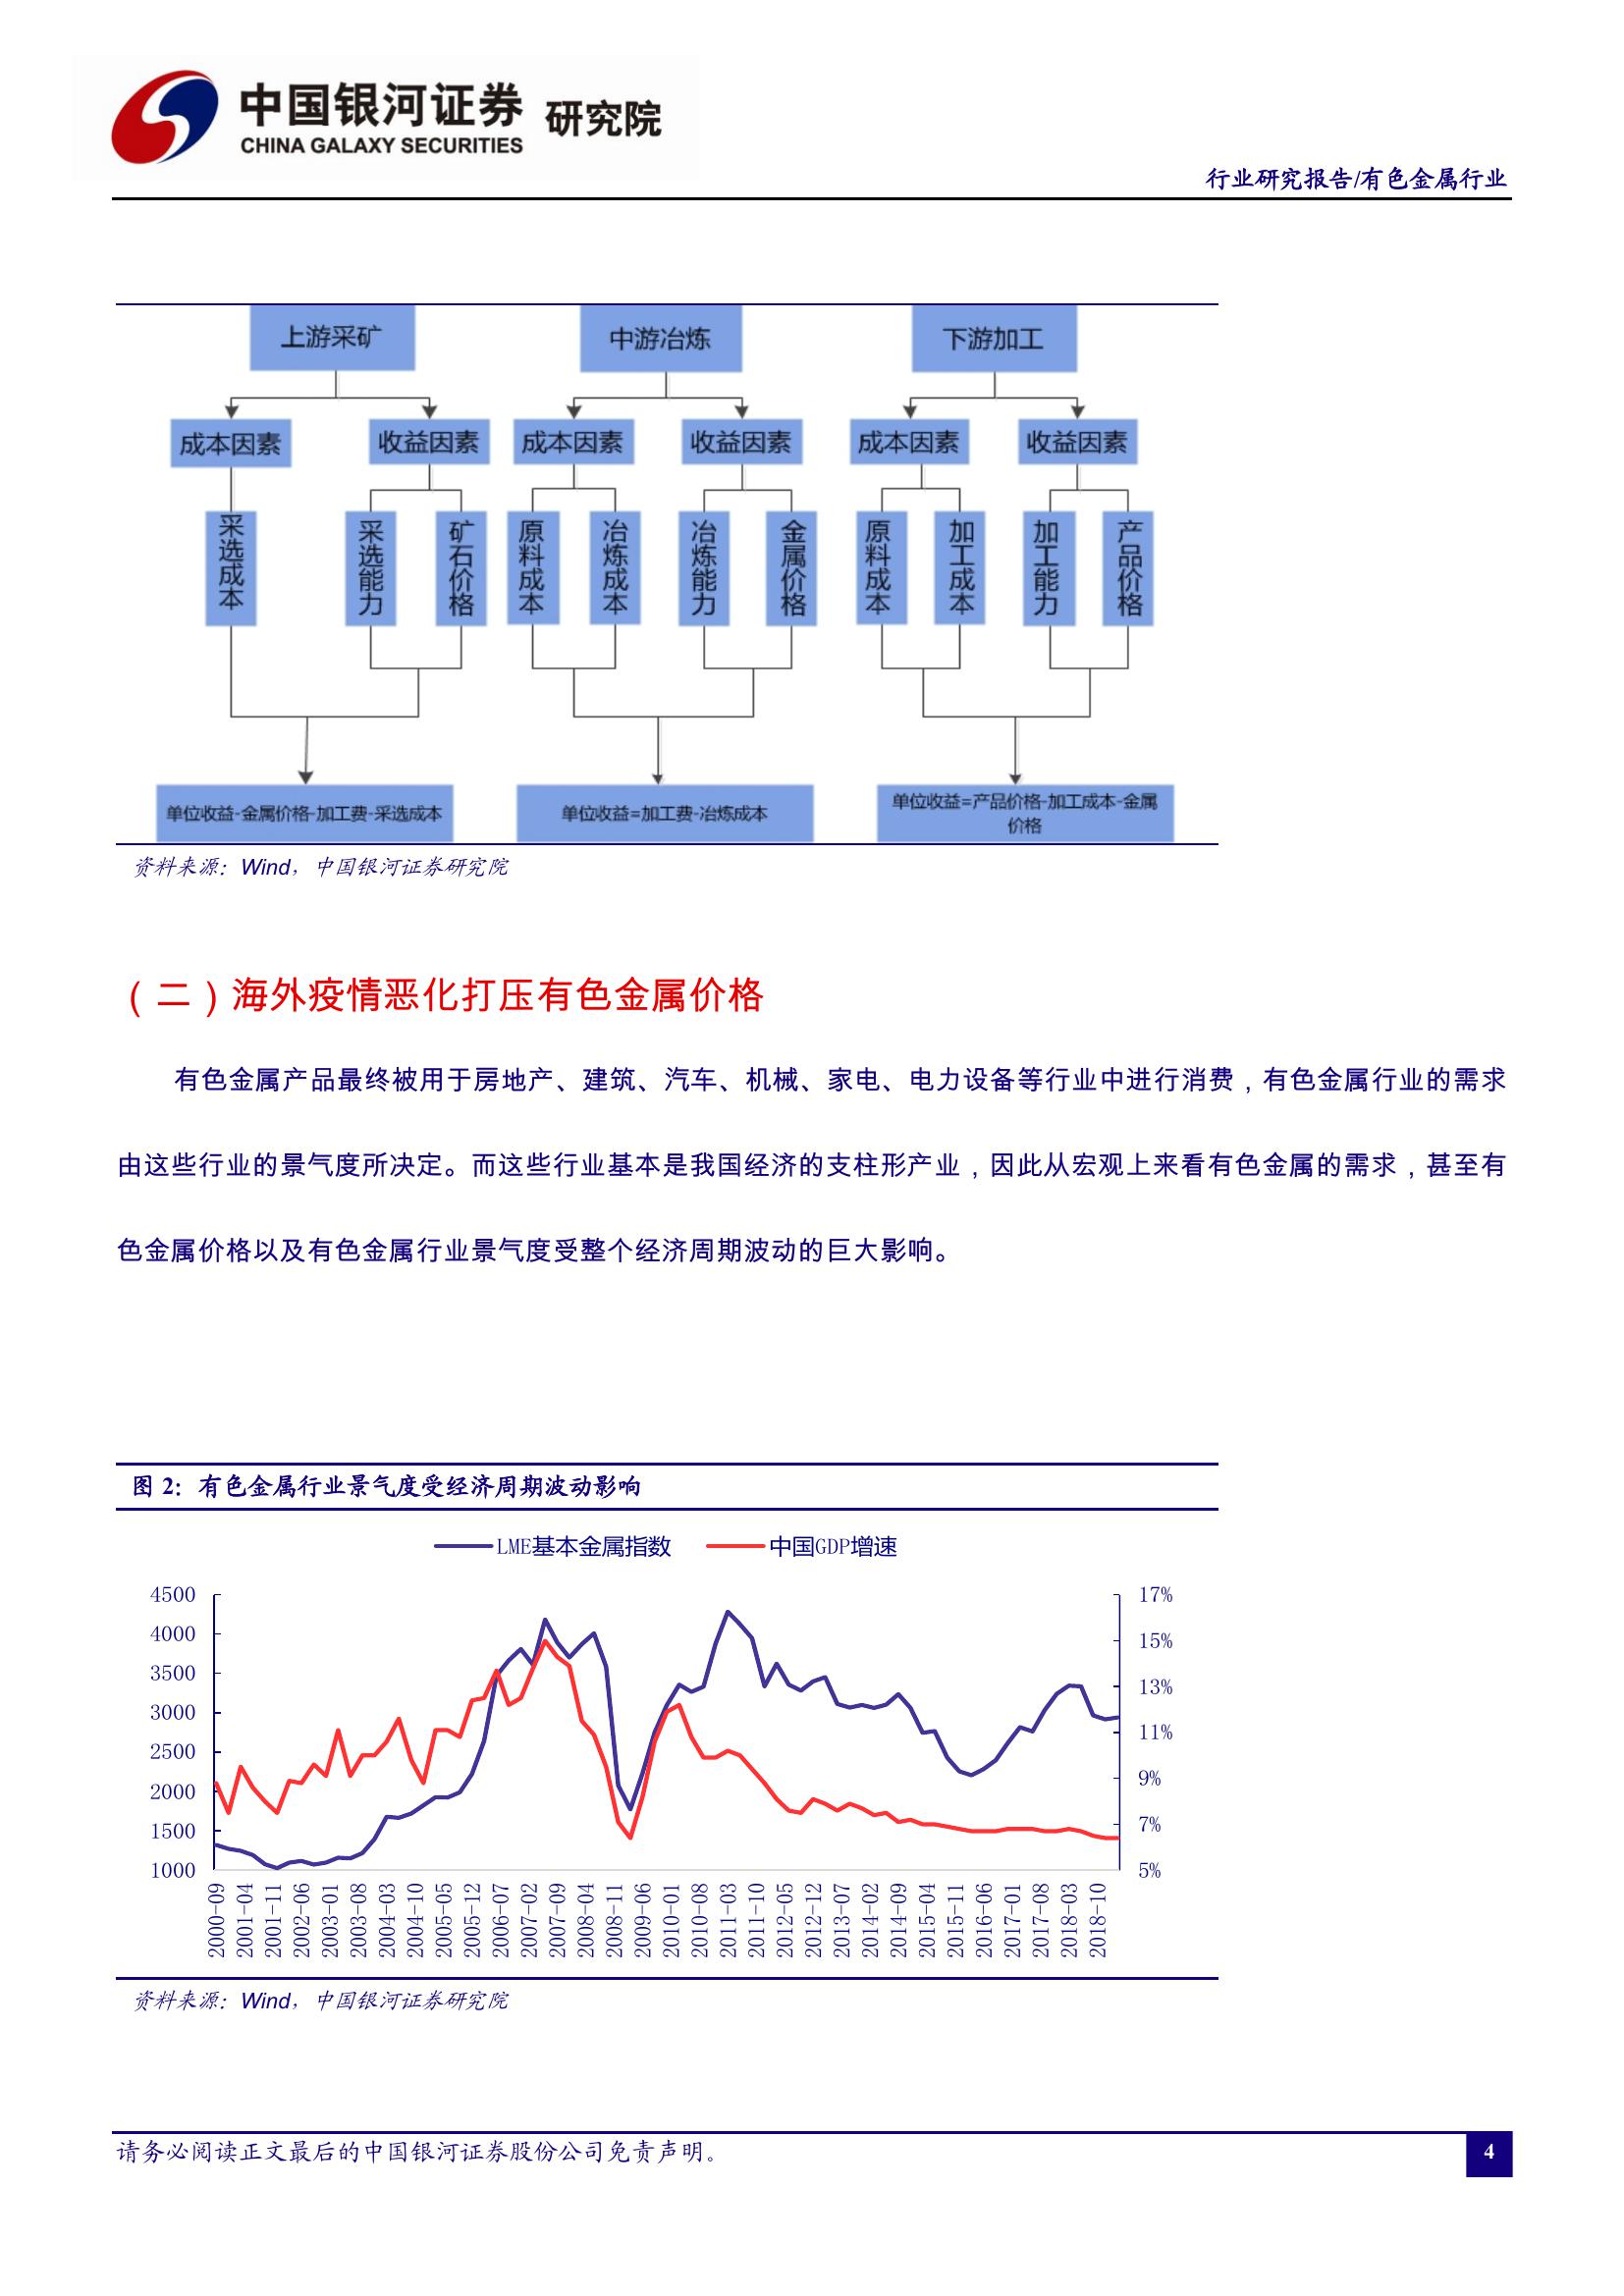 中国银河证券 研究院
CHINA GALAXY SECURITIES
行业研究报告/有色金属行业
上游采矿 中游冶炼 下游加工
成本因素 收益因素 成本因素 收益因素 成本因素 收益因素
采选成本 采选能力 矿石价格 原料成本 冶炼成本 冶炼能力 金属价格 原料成本 加工成本 加工能力 产品价格
单位收益-金属价格-加工费-采选成本 单位收益=加工费-冶炼成本 单位收益=产品价格-加工成本-金属
价格
资料来源：Wind，中国银河证券研究院
（二）海外疫情恶化打压有色金属价格
有色金属产品最终被用于房地产、建筑、汽车、机械、家电、电力设备等行业中进行消费，有色金属行业的需求
由这些行业的景气度所决定。而这些行业基本是我国经济的支柱形产业，因此从宏观上来看有色金属的需求，甚至有
色金属价格以及有色金属行业景气度受整个经济周期波动的巨大影响。
图 2：有色金属行业景气度受经济周期波动影响
LME基本金属指数 中国GDP增速
4500 17%
4000 15%
3500 13%
3000 11%
2500 9%
2000 7%
1500 5%
1000
2000-09 2001-04 2001-11 2002-06 2003-01 2003-08 2004-03 2004-10 2005-05 2005-12 2006-07 2007-02 2007-09 2008-04 2008-11 2009-06 2010-01 2010-08 2011-03 2011-10 2012-05 2012-12 2013-07 2014-02 2014-09 2015-04 2015-11 2016-06 2017-01 2017-08 2018-03 2018-10
资料来源：Wind，中国银河证券研究院
请务必阅读正文最后的中国银河证券股份公司免责声明。
4